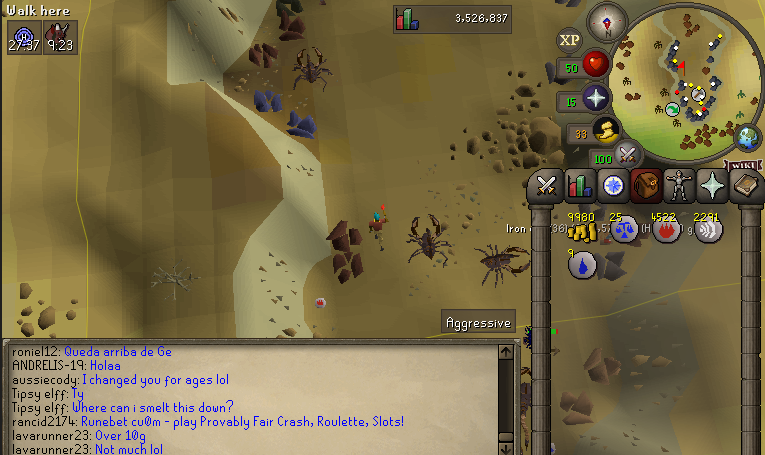 Walk here
3,526,837
27:37 9:23
XP
50
15
33
100
WIKI
9980 25 4522 2291
Iron
9
Aggressive
roniel12: Queda arriba de Ge
ANDRELIS-19: Holaa
aussiecody: I changed you for ages lol
Tipsy elff: Ty
Tipsy elff: Where can i smelt this down?
rancid2174: Runebet cu0m - play Provably Fair Crash, Roulette, Slots!
lavarunner23: Over 10g
lavarunner23: Not much lol